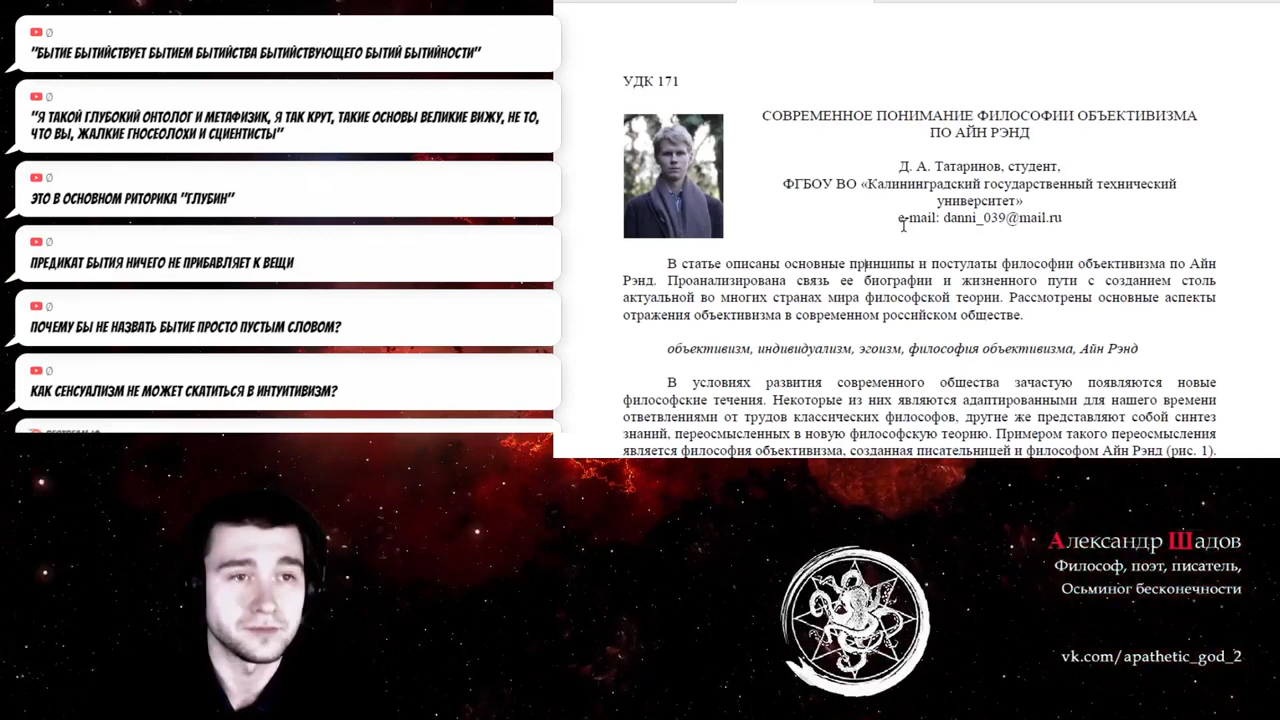 Ø
"БЫТИЕ БЫТИЙСТВУЕТ БЫТИЕМ БЫТИЙСТВА БЫТИЙСТВУЮЩЕГО БЫТИЙ БЫТИЙНОСТИ"
Ø
"Я ТАКОЙ ГЛУБОКИЙ ОНТОЛОГ И МЕТАФИЗИК, Я ТАК КРУТ, ТАКИЕ ОСНОВЫ ВЕЛИКИЕ ВИЖУ, НЕ ТО,
ЧТО ВЫ, ЖАЛКИЕ ГНОСЕОЛОХИ И СЦИЕНТИСТЫ"
Ø
ЭТО В ОСНОВНОМ РИТОРИКА "ГЛУБИН"
Ø
ПРЕДИКАТ БЫТИЯ НИЧЕГО НЕ ПРИБАВЛЯЕТ К ВЕЩИ
Ø
ПОЧЕМУ БЫ НЕ НАЗВАТЬ БЫТИЕ ПРОСТО ПУСТЫМ СЛОВОМ?
Ø
КАК СЕНСУАЛИЗМ НЕ МОЖЕТ СКАТИТЬСЯ В ИНТУИТИВИЗМ?
УДК 171
СОВРЕМЕННОЕ ПОНИМАНИЕ ФИЛОСОФИИ ОБЪЕКТИВИЗМА
ПО АЙН РЭНД
Д. А. Татаринов, студент,
ФГБОУ ВО «Калининградский государственный технический
университет»
e-mail: danni_039@mail.ru
В статье описаны основные принципы и постулаты философии объективизма по Айн
Рэнд. Проанализирована связь ее биографии и жизненного пути с созданием столь
актуальной во многих странах мира философской теории. Рассмотрены основные аспекты
отражения объективизма в современном российском обществе.
объективизм, индивидуализм, эгоизм, философия объективизма, Айн Рэнд
В условиях развития современного общества зачастую появляются новые
философские течения. Некоторые из них являются адаптированными для нашего времени
ответвлениями от трудов классических философов, другие же представляют собой синтез
знаний, переосмысленных в новую философскую теорию. Примером такого переосмысления
является философия объективизма, созданная писательницей и философом Айн Рэнд (рис. 1).
Александр Шадов
Философ, поэт, писатель,
Осьминог бесконечности
vk.com/apathetic_god_2